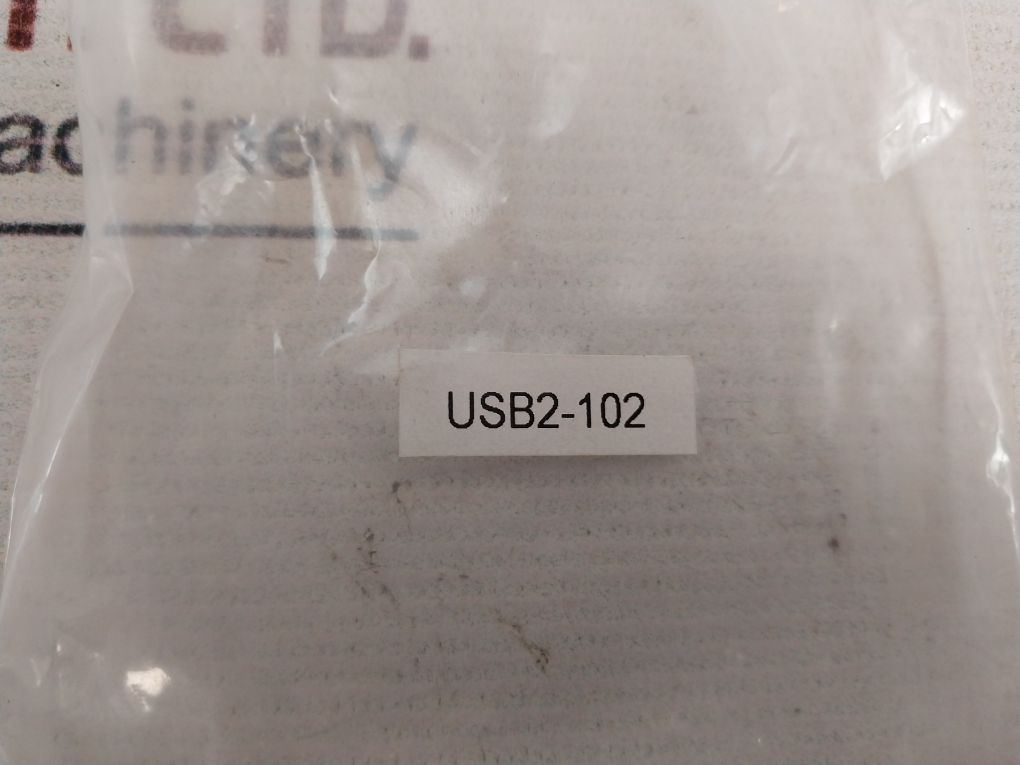 LTD.
achinery
USB2-102